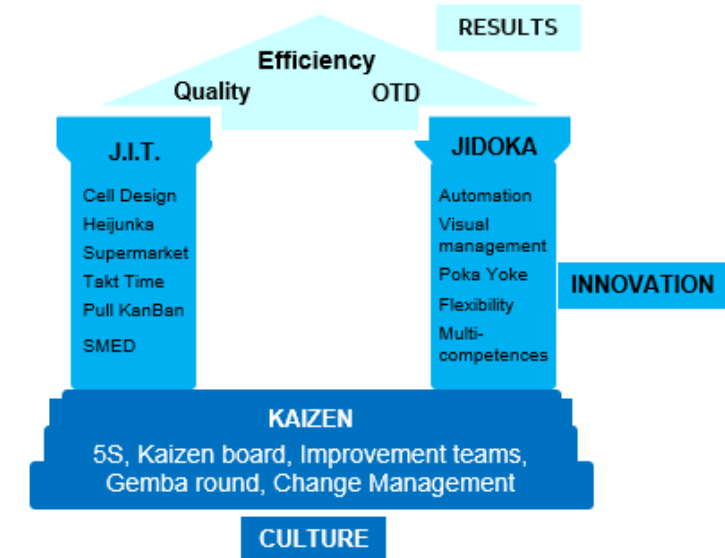 RESULTS
Efficiency
Quality
OTD
J.I.T.
Cell Design
Heijunka
Supermarket
Takt Time
Pull KanBan
SMED
JIDOKA
Automation
Visual
management
Poka Yoke
Flexibility
Multi-
competences
INNOVATION
KAIZEN
5S, Kaizen board, Improvement teams,
Gemba round, Change Management
CULTURE